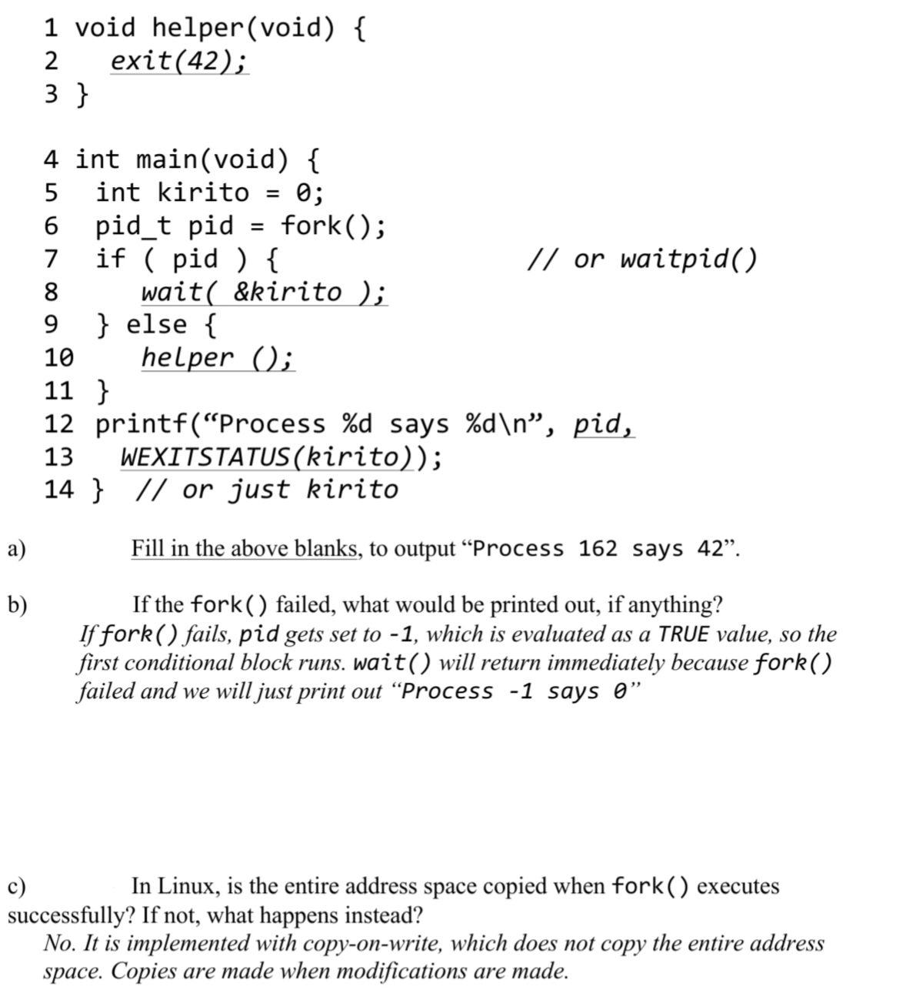 1 void helper(void) {
2 exit(42);
3 }
4 int main(void) {
5 int kirito = 0;
6 pid_t pid = fork();
7 if ( pid ) { // or waitpid()
8 wait( &kirito );
9 } else {
10 helper ();
11 }
12 printf(“Process %d says %d\n”, pid,
13 WEXITSTATUS(kirito));
14 } // or just kirito
a) Fill in the above blanks, to output “Process 162 says 42”.
b) If the fork() failed, what would be printed out, if anything?
If fork() fails, pid gets set to -1, which is evaluated as a TRUE value, so the
first conditional block runs. wait() will return immediately because fork()
failed and we will just print out “Process -1 says 0”
c) In Linux, is the entire address space copied when fork() executes
successfully? If not, what happens instead?
No. It is implemented with copy-on-write, which does not copy the entire address
space. Copies are made when modifications are made.